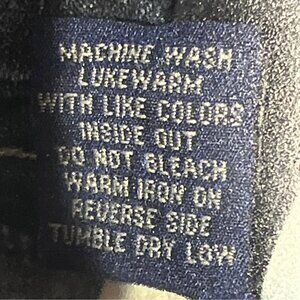 MACHINE WASH
LUKEWARM
WITH LIKE COLORS
INSIDE OUT
DO NOT BLEACH
WARM IRON ON
REVERSE SIDE
TUMBLE DRY LOW